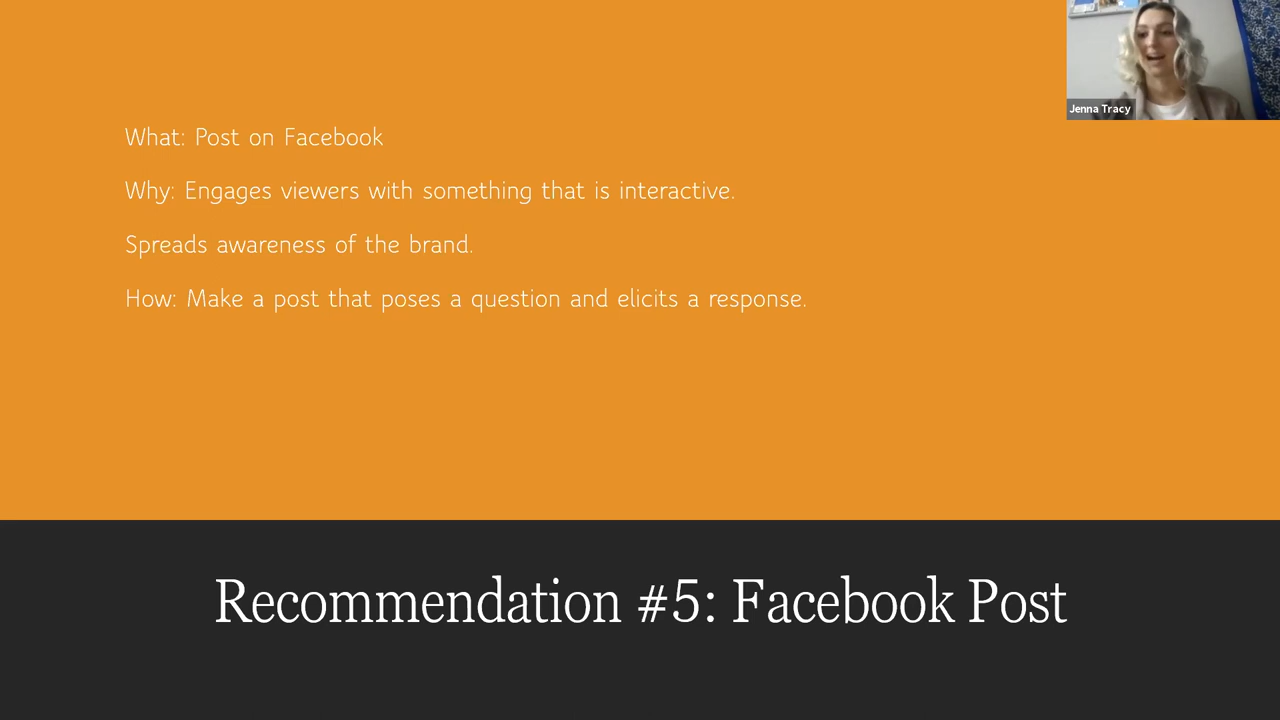 Jenna Tracy
What: Post on Facebook
Why: Engages viewers with something that is interactive.
Spreads awareness of the brand.
How: Make a post that poses a question and elicits a response.
Recommendation #5: Facebook Post